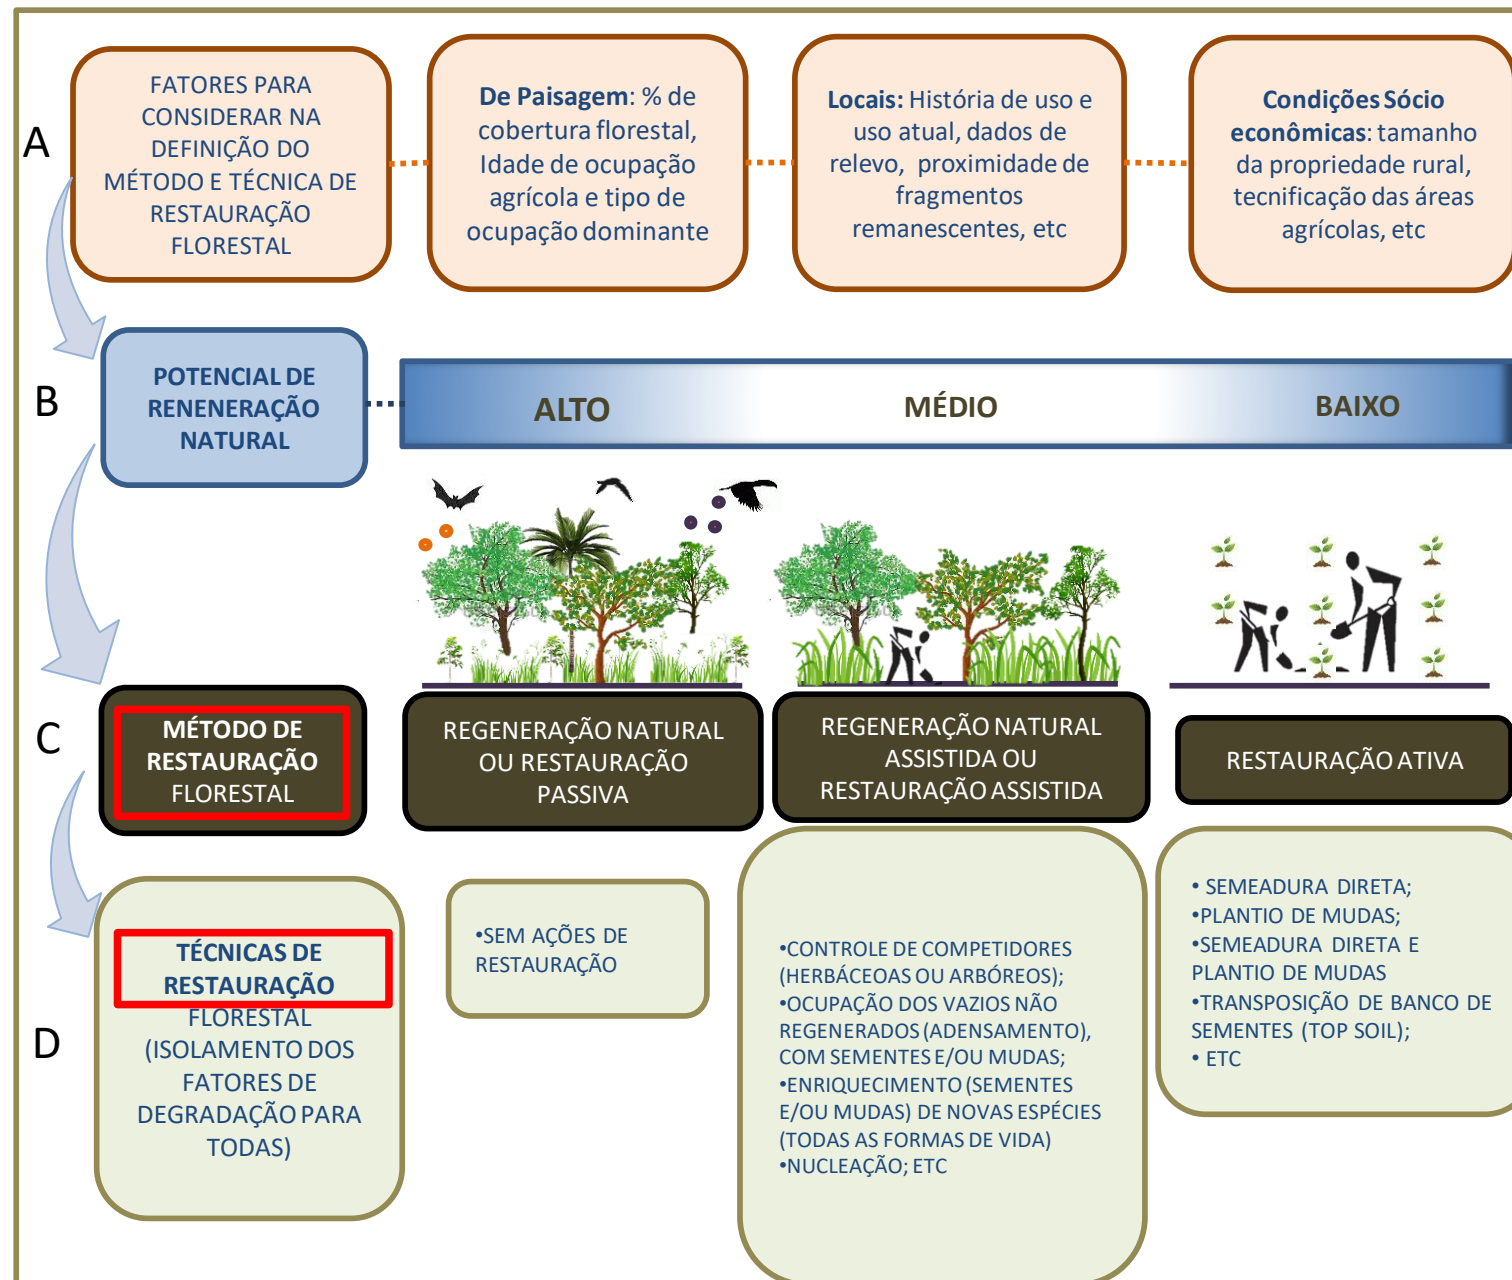 A
FATORES PARA
CONSIDERAR NA
DEFINIÇÃO DO
MÉTODO E TÉCNICA DE
RESTAURAÇÃO
FLORESTAL
De Paisagem: % de
cobertura florestal,
Idade de ocupação
agrícola e tipo de
ocupação dominante
Locais: História de uso e
uso atual, dados de
relevo, proximidade de
fragmentos
remanescentes, etc
Condições Sócio
econômicas: tamanho
da propriedade rural,
tecnificação das áreas
agrícolas, etc
B
POTENCIAL DE
RENENERAÇÃO
NATURAL
ALTO
MÉDIO
BAIXO
C
MÉTODO DE
RESTAURAÇÃO
FLORESTAL
REGENERAÇÃO NATURAL
OU RESTAURAÇÃO
PASSIVA
REGENERAÇÃO NATURAL
ASSISTIDA OU
RESTAURAÇÃO ASSISTIDA
RESTAURAÇÃO ATIVA
D
TÉCNICAS DE
RESTAURAÇÃO
FLORESTAL
(ISOLAMENTO DOS
FATORES DE
DEGRADAÇÃO PARA
TODAS)
•SEM AÇÕES DE
RESTAURAÇÃO
•CONTROLE DE COMPETIDORES
(HERBÁCEOAS OU ARBÓREOS);
•OCUPAÇÃO DOS VAZIOS NÃO
REGENERADOS (ADENSAMENTO),
COM SEMENTES E/OU MUDAS;
•ENRIQUECIMENTO (SEMENTES
E/OU MUDAS) DE NOVAS ESPÉCIES
(TODAS AS FORMAS DE VIDA)
•NUCLEAÇÃO; ETC
• SEMEADURA DIRETA;
•PLANTIO DE MUDAS;
•SEMEADURA DIRETA E
PLANTIO DE MUDAS
•TRANSPOSIÇÃO DE BANCO DE
SEMENTES (TOP SOIL);
• ETC